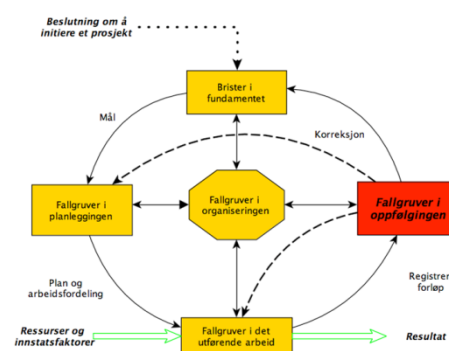 Beslutning om å
initiere et prosjekt
Brister i
fundamentet
Mål
Korreksjon
Fallgruver i
planleggingen
Fallgruver i
organiseringen
Fallgruver i
oppfølgingen
Plan og
arbeidsfordeling
Registrer
forløp
Ressurser og
innstatsfaktorer
Fallgruver i det
utførende arbeid
Resultat